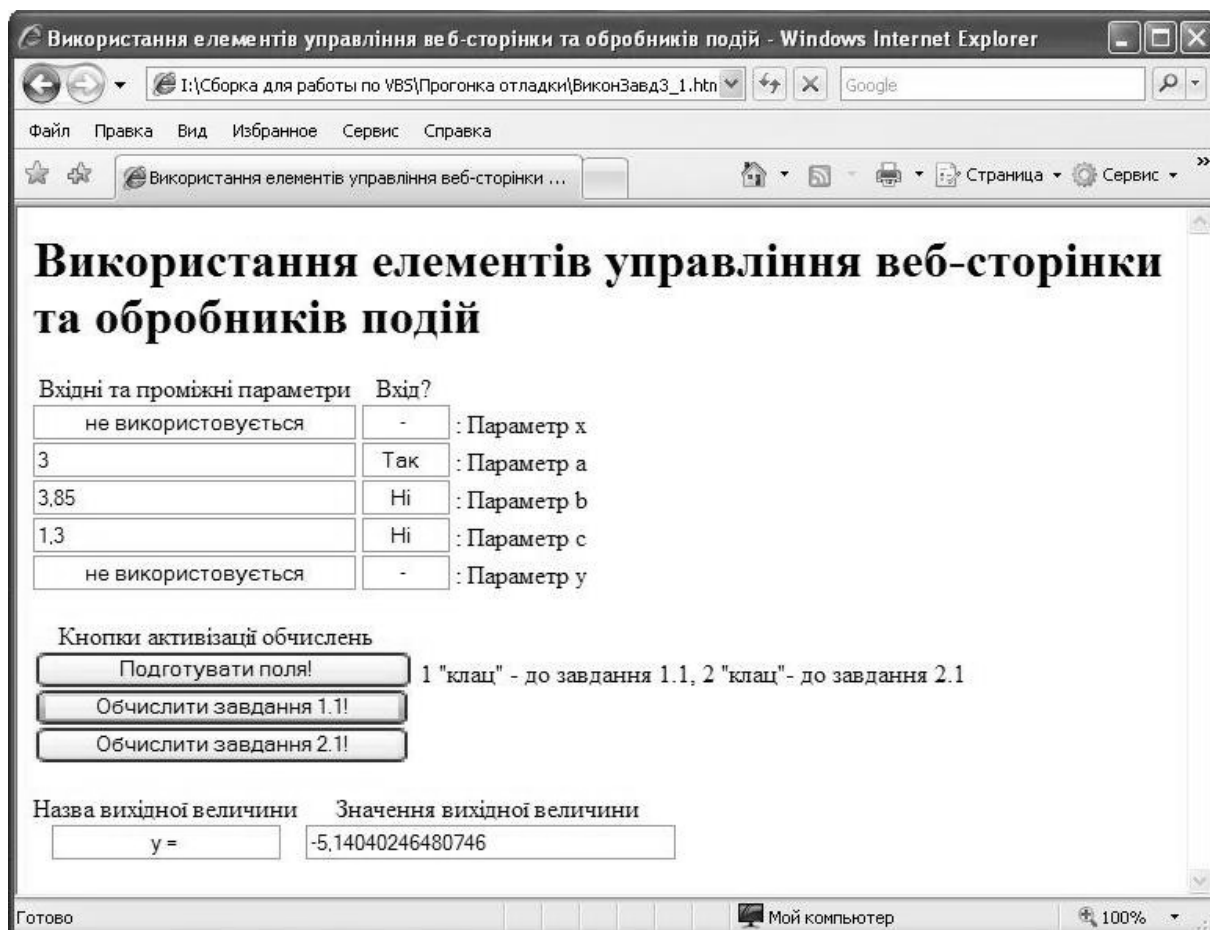 Використання елементів управління веб-сторінки та обробників подій - Windows Internet Explorer
I:\Сборка для работы по VBS\Прогонка отладки\ВиконЗавд3_1.htn
Google
Файл Правка Вид Избранное Сервис Справка
Використання елементів управління веб-сторінки ...
Страница
Сервис
»
Використання елементів управління веб-сторінки
та обробників подій
Вхідні та проміжні параметри Вхід?
не використовується - : Параметр x
3 Так : Параметр a
3,85 Ні : Параметр b
1,3 Ні : Параметр c
не використовується - : Параметр y
Кнопки активізації обчислень
Подготувати поля! 1 "клац" - до завдання 1.1, 2 "клац"- до завдання 2.1
Обчислити завдання 1.1!
Обчислити завдання 2.1!
Назва вихідної величини Значення вихідної величини
y = -5,14040246480746
Готово Мой компьютер 100%